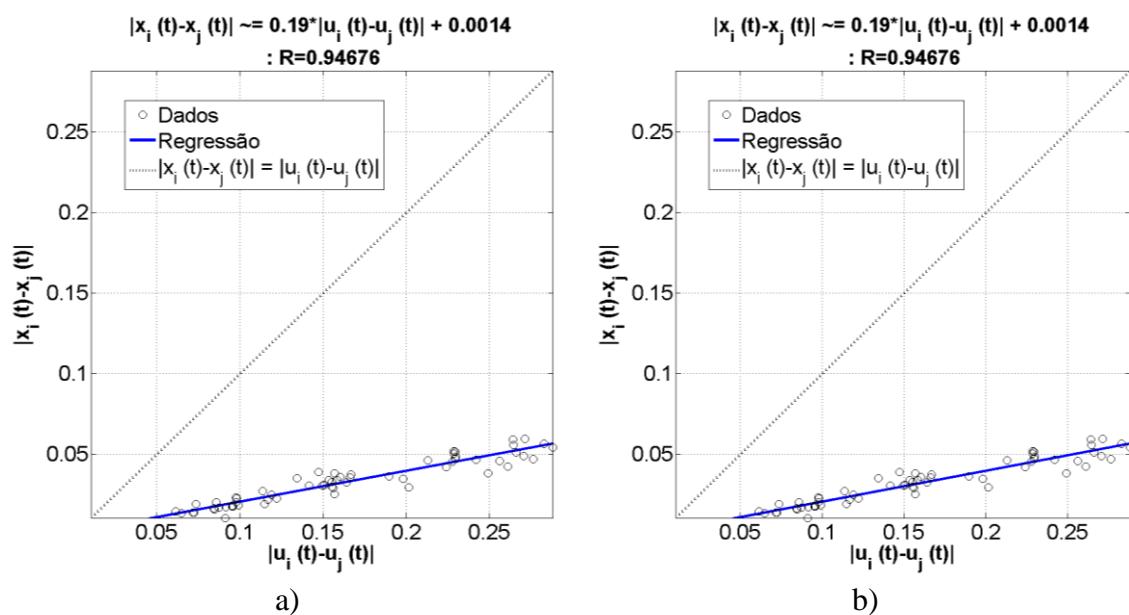 |x_i (t)-x_j (t)| ~= 0.19*|u_i (t)-u_j (t)| + 0.0014
: R=0.94676
Dados
Regressão
|x_i (t)-x_j (t)| = |u_i (t)-u_j (t)|
0.25
0.2
0.15
0.1
0.05
|x_i (t)-x_j (t)|
0.05 0.1 0.15 0.2 0.25
|u_i (t)-u_j (t)|
a)
|x_i (t)-x_j (t)| ~= 0.19*|u_i (t)-u_j (t)| + 0.0014
: R=0.94676
Dados
Regressão
|x_i (t)-x_j (t)| = |u_i (t)-u_j (t)|
0.25
0.2
0.15
0.1
0.05
|x_i (t)-x_j (t)|
0.05 0.1 0.15 0.2 0.25
|u_i (t)-u_j (t)|
b)